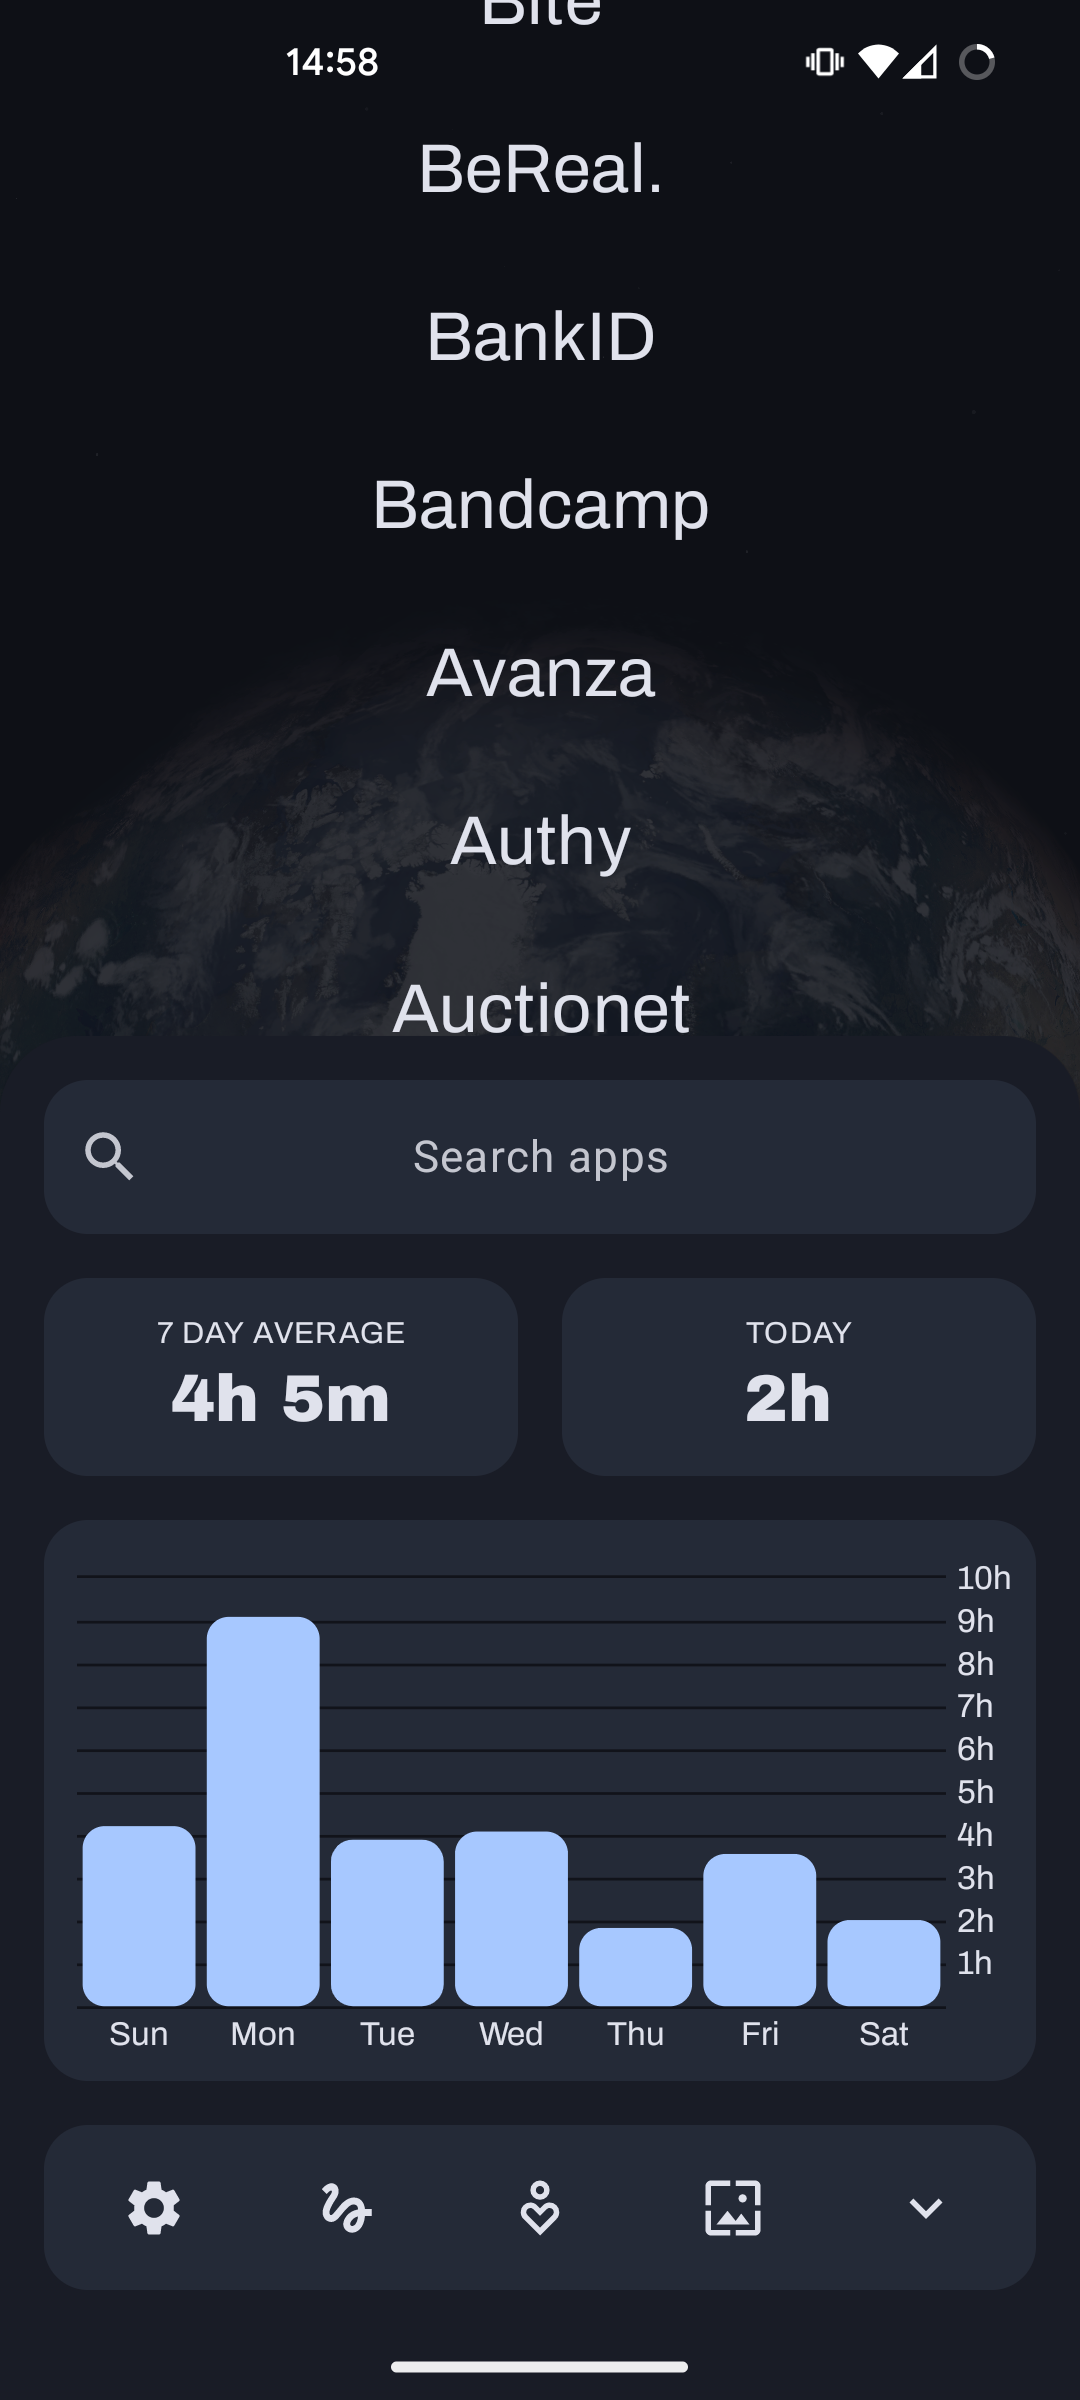 Bite
14:58
BeReal.
BankID
Bandcamp
Avanza
Authy
Auctionet
Search apps
7 DAY AVERAGE
4h 5m
TODAY
2h
10h
9h
8h
7h
6h
5h
4h
3h
2h
1h
Sun Mon Tue Wed Thu Fri Sat